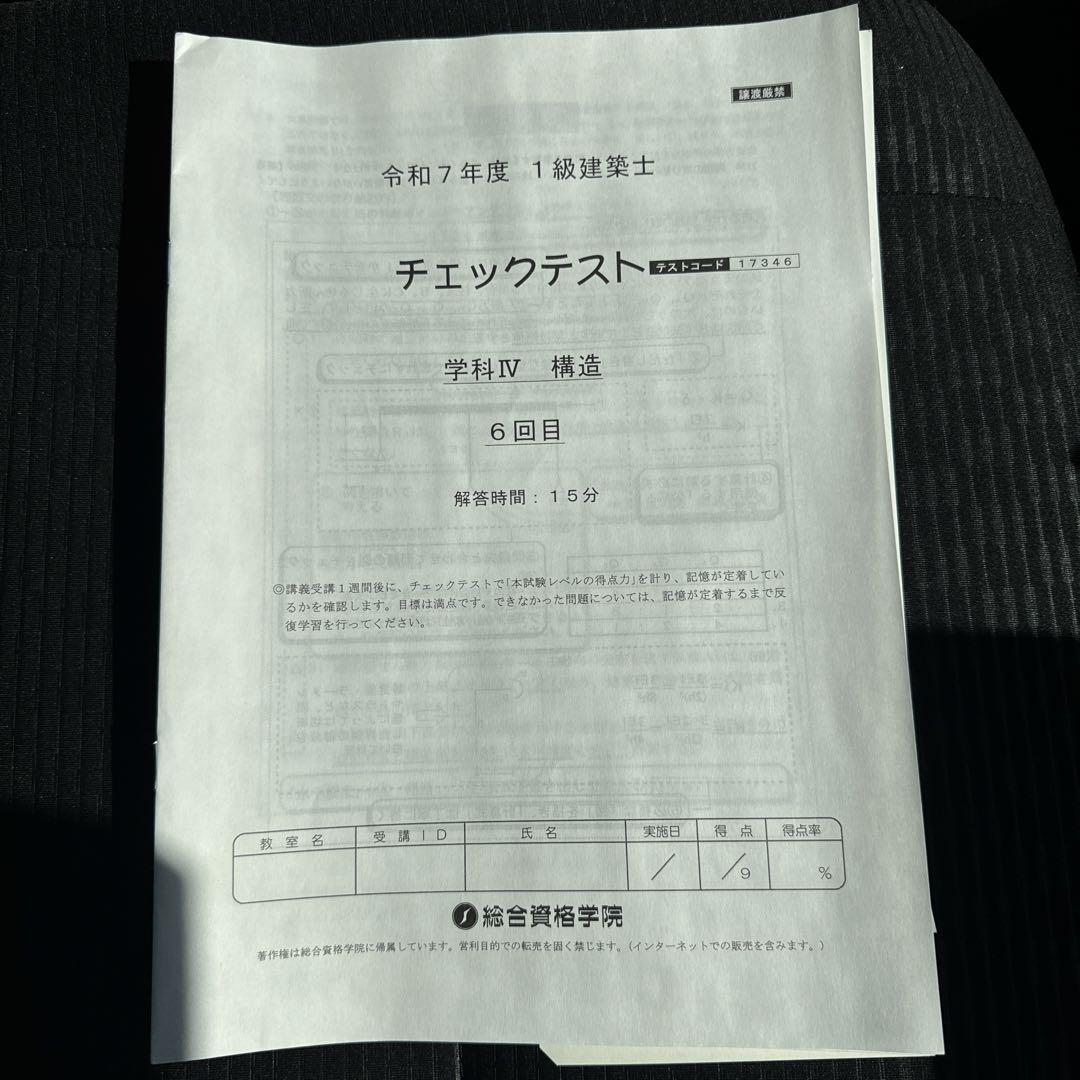 譲渡厳禁
令和７年度 １級建築士
チェックテスト テストコード １７３４６
学科Ⅳ 構造
６回目
解答時間：１５分
◎講義受講１週間後に、チェックテストで「本試験レベルの得点力」を計り、記憶が定着してい
るかを確認します。目標は満点です。できなかった問題については、記憶が定着するまで反
復学習を行ってください。
教室名 受講ＩＤ 氏名 実施日 得点 得点率
／ ／9 ％
総合資格学院
著作権は総合資格学院に帰属しています。営利目的での転売を固く禁じます。（インターネットでの販売を含みます。）